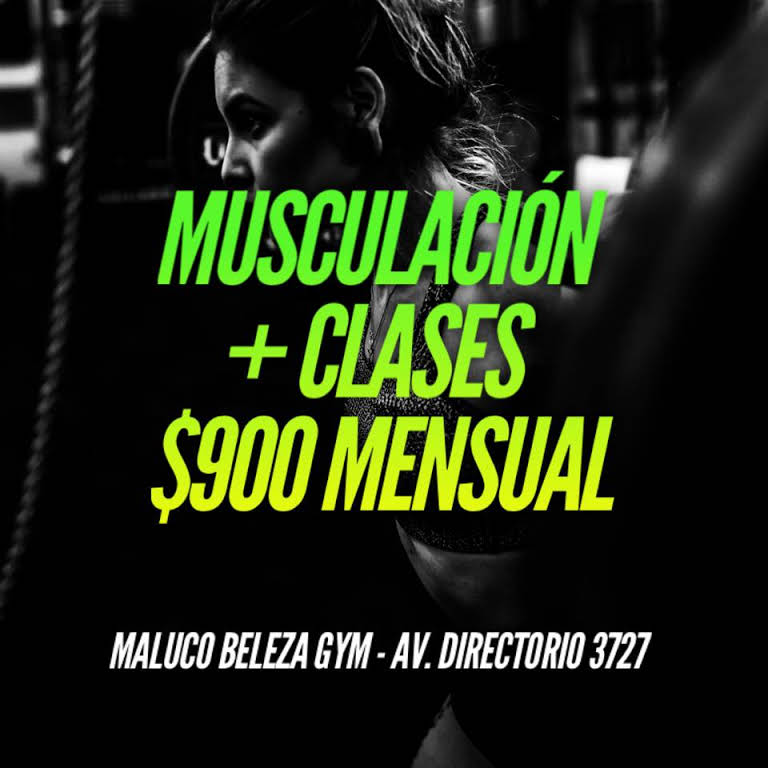 MUSCULACIÓN
+ CLASES
$900 MENSUAL
MALUCO BELEZA GYM - AV. DIRECTORIO 3727